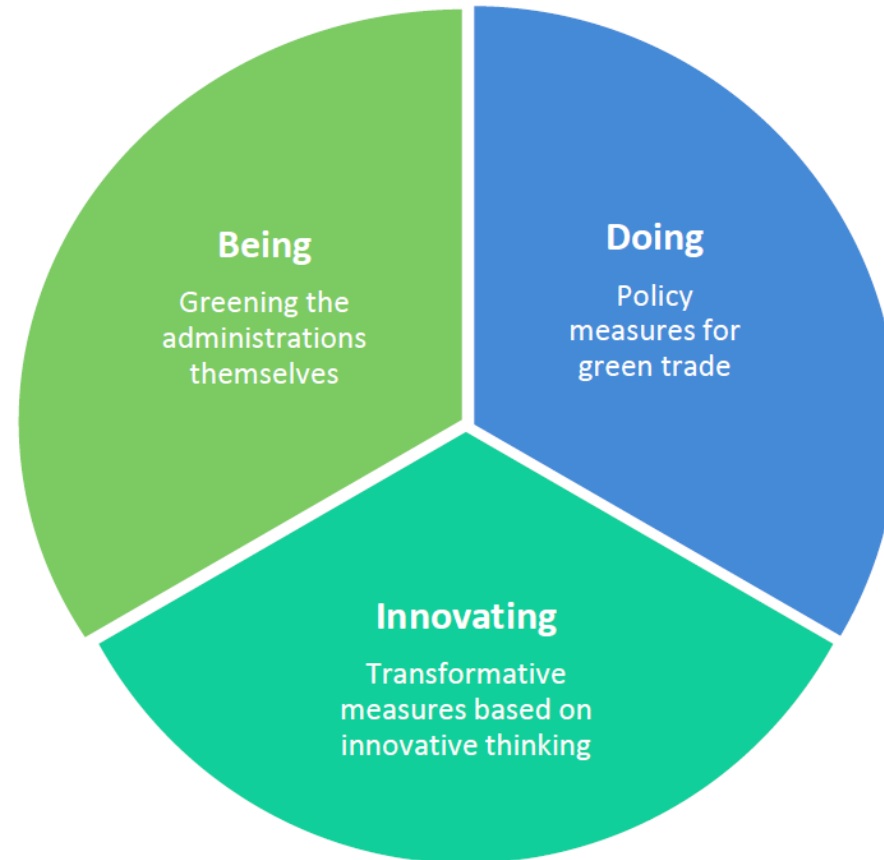 Being
Greening the
administrations
themselves
Doing
Policy
measures for
green trade
Innovating
Transformative
measures based on
innovative thinking